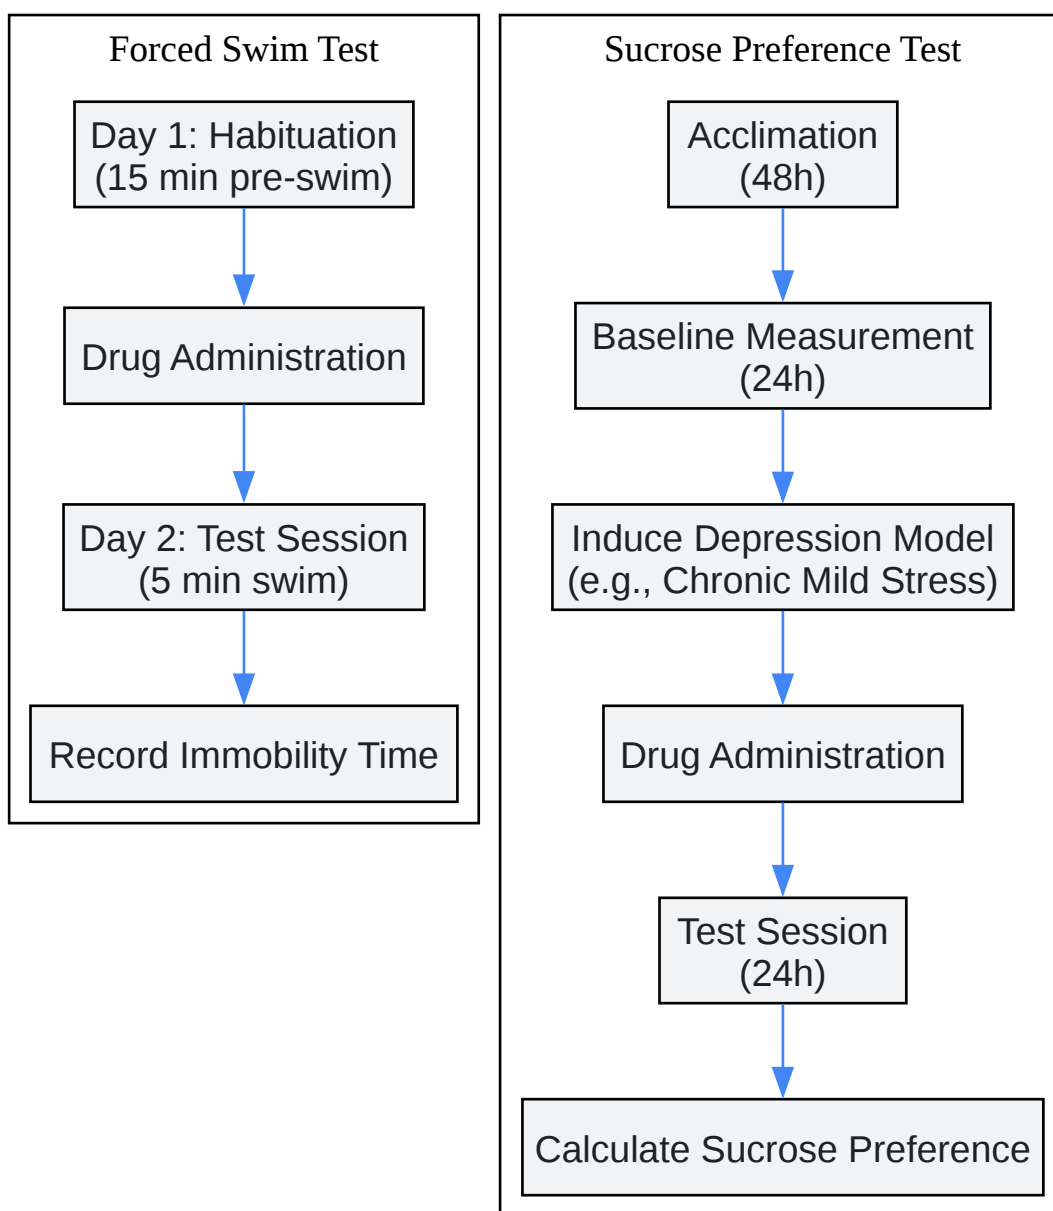 Forced Swim Test
Day 1: Habituation
(15 min pre-swim)
Drug Administration
Day 2: Test Session
(5 min swim)
Record Immobility Time
Sucrose Preference Test
Acclimation
(48h)
Baseline Measurement
(24h)
Induce Depression Model
(e.g., Chronic Mild Stress)
Drug Administration
Test Session
(24h)
Calculate Sucrose Preference